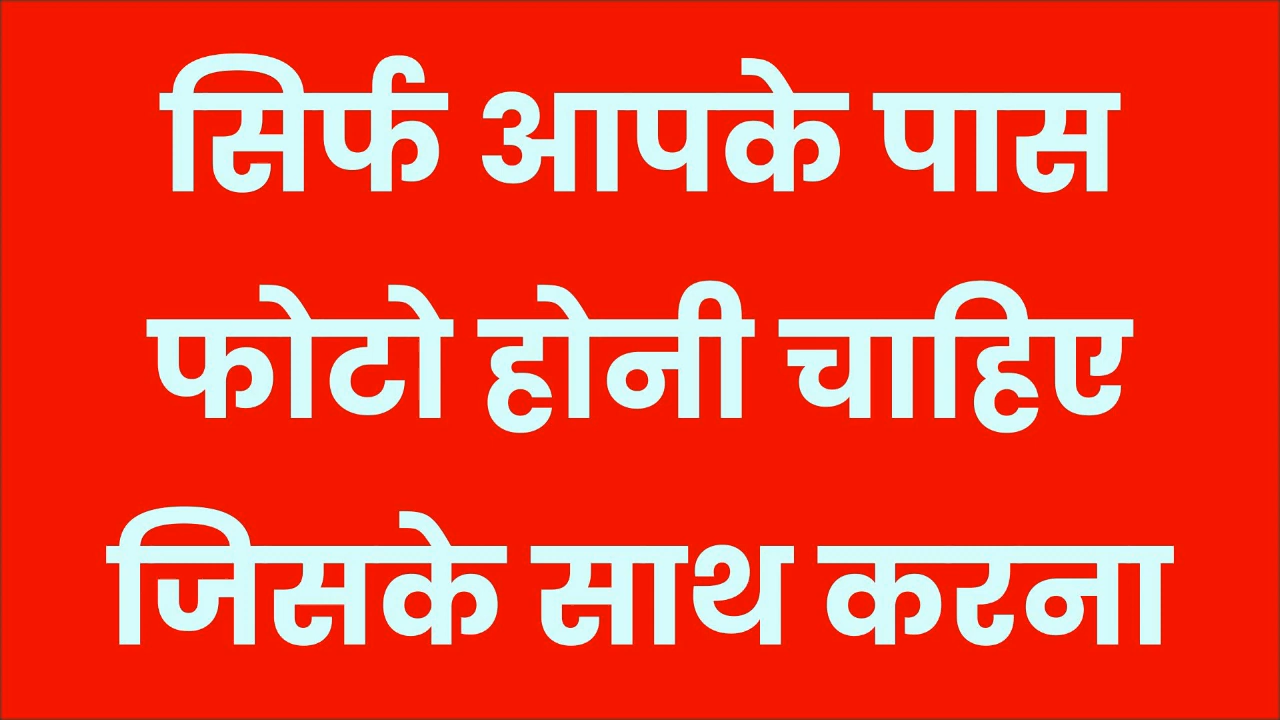 सिर्फ आपके पास
फोटो होनी चाहिए
जिसके साथ करना